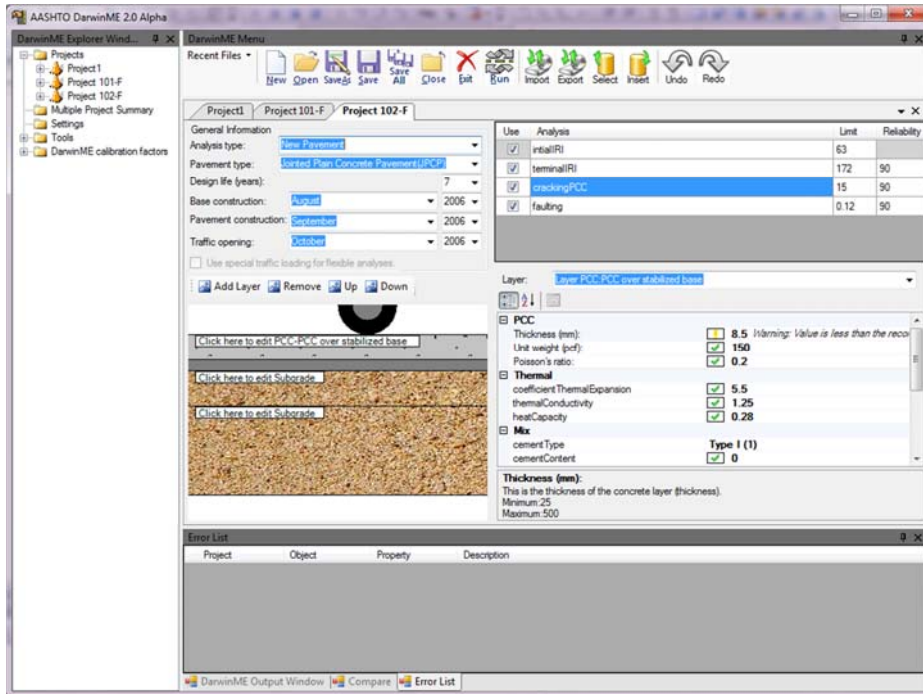 AASHTO DarwinME 2.0 Alpha
DarwinME Explorer Wind...
Projects
Project1
Project 101-F
Project 102-F
Multiple Project Summary
Settings
Tools
DarwinME calibration factors
DarwinME Menu
Recent Files
New Open SaveAs Save Save All Close Exit Run Import Export Select Insert Undo Redo
Project1 Project 101-F Project 102-F
General Information
Analysis type: New Pavement
Pavement type: Jointed Plain Concrete Pavement(JPCP)
Design life (years): 7
Base construction: August 2006
Pavement construction: September 2006
Traffic opening: October 2006
Use special traffic loading for flexible analyses.
Add Layer Remove Up Down
Click here to edit PCC-PCC over stabilized base
Click here to edit Subgrade
Click here to edit Subgrade
Use Analysis Limit Reliability
intialIRI 63
terminalIRI 172 90
crackingPCC 15 90
faulting 0.12 90
Layer: Layer PCC:PCC over stabilized base
PCC
Thickness (mm): 8.5 Warning: Value is less than the recor
Unit weight (pcf): 150
Poisson's ratio: 0.2
Thermal
coefficientThermalExpansion 5.5
thermalConductivity 1.25
heatCapacity 0.28
Mix
cementType Type I (1)
cementContent 0
Thickness (mm):
This is the thickness of the concrete layer (thickness).
Minimum:25
Maximum:500
Error List
Project Object Property Description
DarwinME Output Window Compare Error List